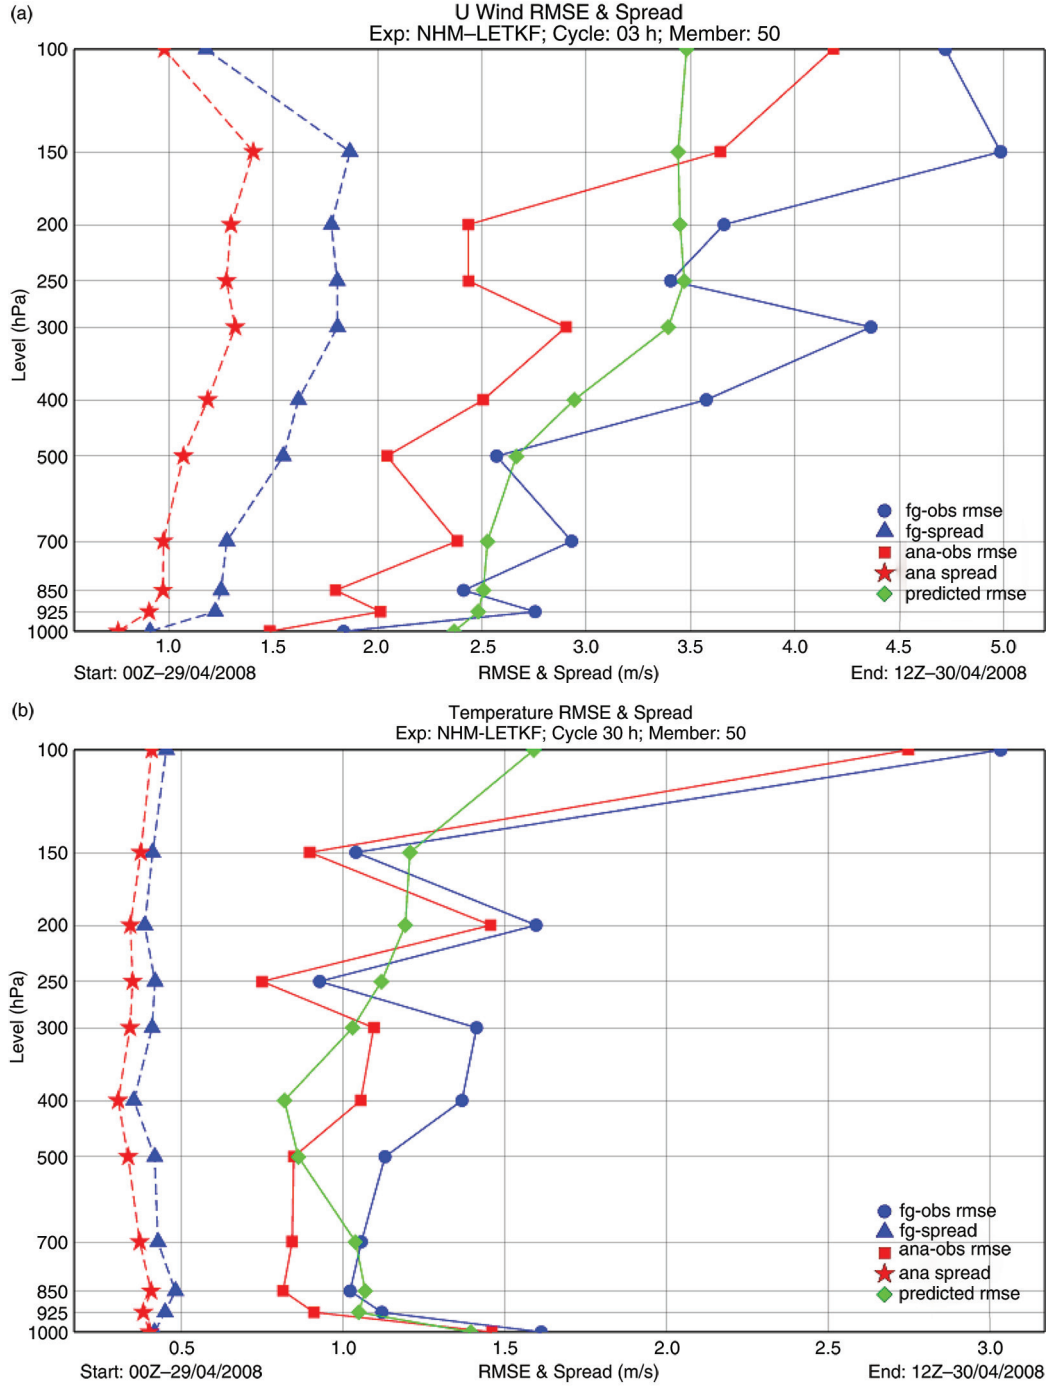 (a)
U Wind RMSE & Spread
Exp: NHM–LETKF; Cycle: 03 h; Member: 50
100
150
200
250
300
400
500
700
850
925
1000
Level (hPa)
fg-obs rmse
fg-spread
ana-obs rmse
ana spread
predicted rmse
1.0 1.5 2.0 2.5 3.0 3.5 4.0 4.5 5.0
Start: 00Z–29/04/2008 RMSE & Spread (m/s) End: 12Z–30/04/2008
(b)
Temperature RMSE & Spread
Exp: NHM-LETKF; Cycle 30 h; Member: 50
100
150
200
250
300
400
500
700
850
925
1000
Level (hPa)
fg-obs rmse
fg-spread
ana-obs rmse
ana spread
predicted rmse
0.5 1.0 1.5 2.0 2.5 3.0
Start: 00Z–29/04/2008 RMSE & Spread (m/s) End: 12Z–30/04/2008